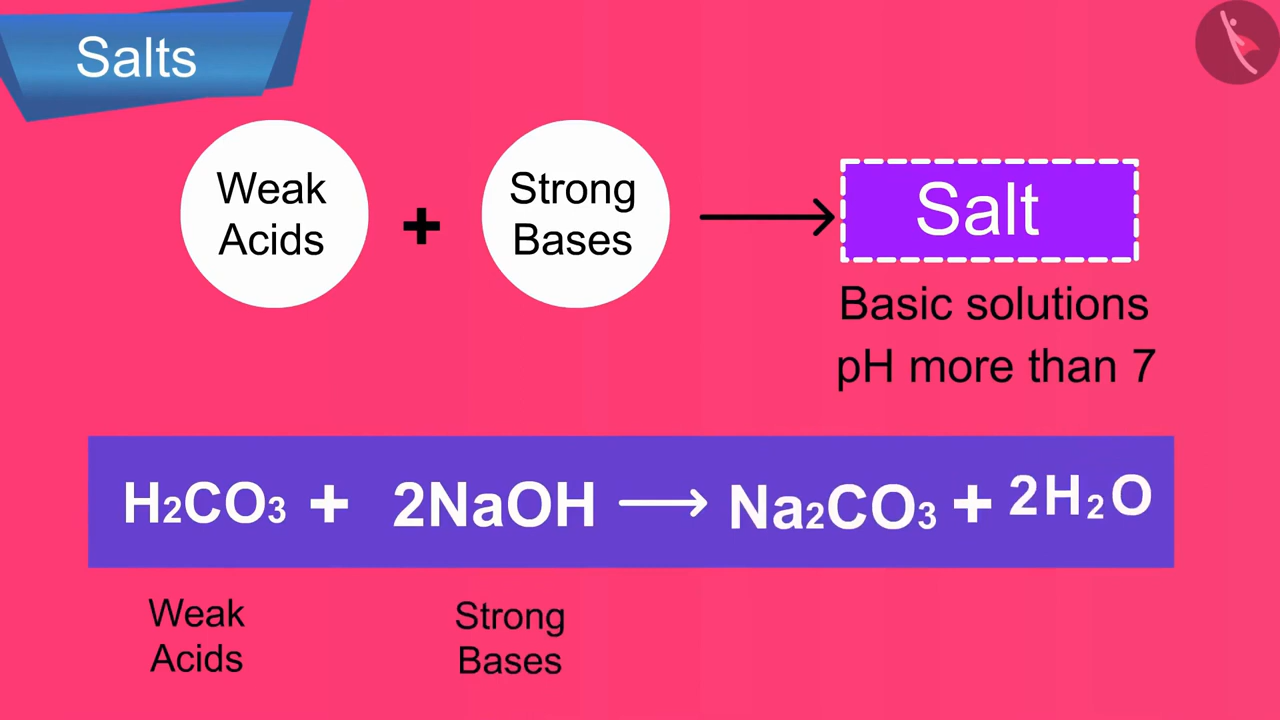 Salts
Weak
Acids
+
Strong
Bases
Salt
Basic solutions
pH more than 7
H₂CO₃ + 2NaOH ⟶ Na₂CO₃ + 2H₂O
Weak
Acids
Strong
Bases